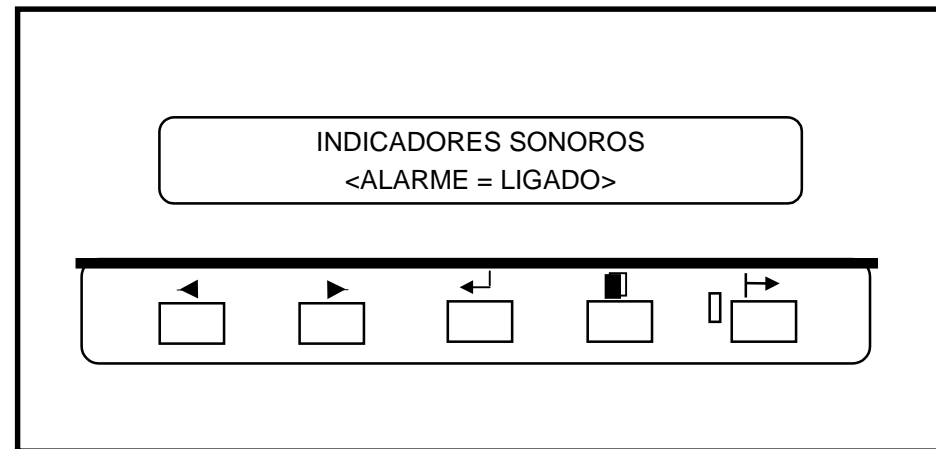 INDICADORES SONOROS
<ALARME = LIGADO>